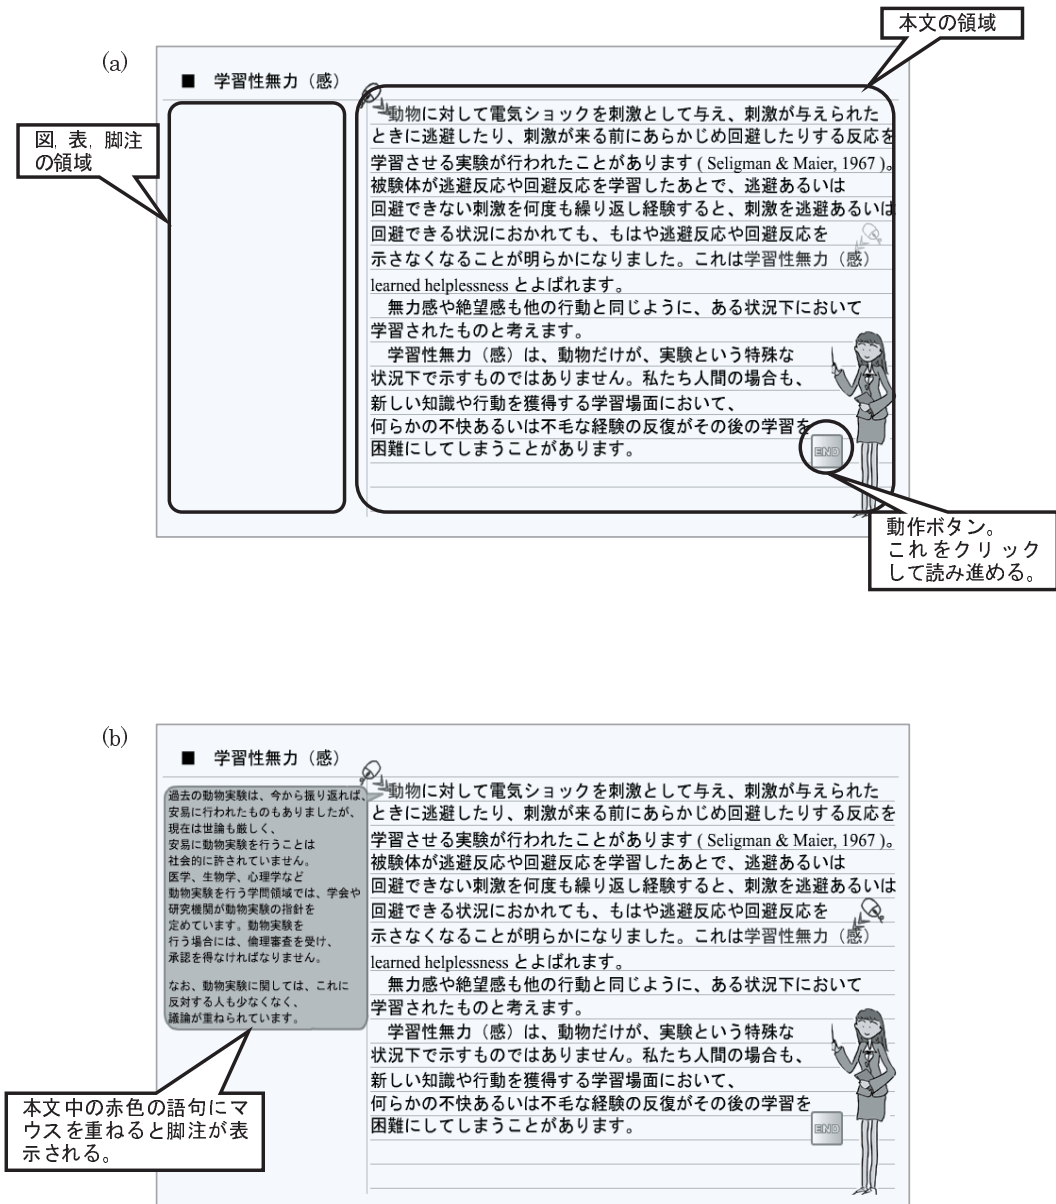 本文の領域
(a)
■ 学習性無力（感）
図，表，脚注
の領域
動物に対して電気ショックを刺激として与え、刺激が与えられた
ときに逃避したり、刺激が来る前にあらかじめ回避したりする反応を
学習させる実験が行われたことがあります ( Seligman & Maier, 1967 )。
被験体が逃避反応や回避反応を学習したあとで、逃避あるいは
回避できない刺激を何度も繰り返し経験すると、刺激を逃避あるいは
回避できる状況におかれても、もはや逃避反応や回避反応を
示さなくなることが明らかになりました。これは学習性無力（感）
learned helplessness とよばれます。
無力感や絶望感も他の行動と同じように、ある状況下において
学習されたものと考えます。
学習性無力（感）は、動物だけが、実験という特殊な
状況下で示すものではありません。私たち人間の場合も、
新しい知識や行動を獲得する学習場面において、
何らかの不快あるいは不毛な経験の反復がその後の学習を
困難にしてしまうことがあります。
END
動作ボタン。
これをクリック
して読み進める。
(b)
■ 学習性無力（感）
過去の動物実験は、今から振り返れば、
安易に行われたものもありましたが、
現在は世論も厳しく、
安易に動物実験を行うことは
社会的に許されていません。
医学、生物学、心理学など
動物実験を行う学問領域では、学会や
研究機関が動物実験の指針を
定めています。動物実験を
行う場合には、倫理審査を受け、
承認を得なければなりません。
なお、動物実験に関しては、これに
反対する人も少なくなく、
議論が重ねられています。
動物に対して電気ショックを刺激として与え、刺激が与えられた
ときに逃避したり、刺激が来る前にあらかじめ回避したりする反応を
学習させる実験が行われたことがあります ( Seligman & Maier, 1967 )。
被験体が逃避反応や回避反応を学習したあとで、逃避あるいは
回避できない刺激を何度も繰り返し経験すると、刺激を逃避あるいは
回避できる状況におかれても、もはや逃避反応や回避反応を
示さなくなることが明らかになりました。これは学習性無力（感）
learned helplessness とよばれます。
無力感や絶望感も他の行動と同じように、ある状況下において
学習されたものと考えます。
学習性無力（感）は、動物だけが、実験という特殊な
状況下で示すものではありません。私たち人間の場合も、
新しい知識や行動を獲得する学習場面において、
何らかの不快あるいは不毛な経験の反復がその後の学習を
困難にしてしまうことがあります。
END
本文中の赤色の語句にマ
ウスを重ねると脚注が表
示される。